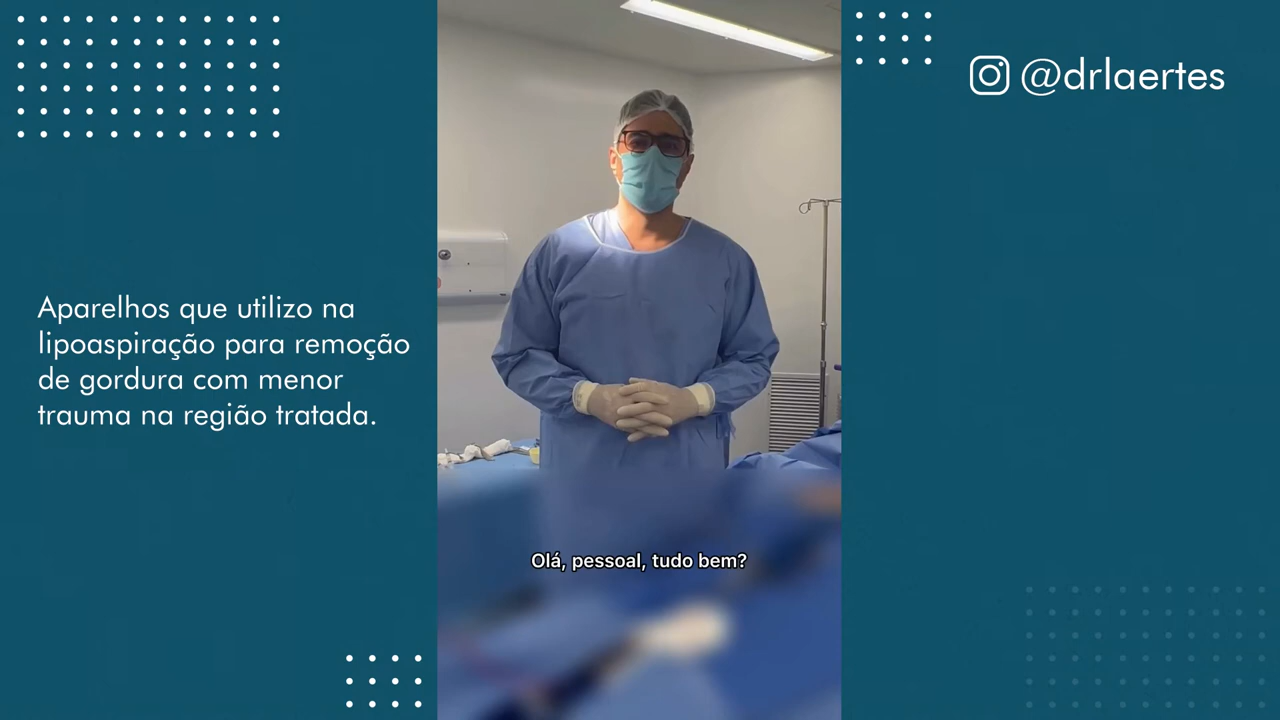 @drlaertes
Aparelhos que utilizo na
lipoaspiração para remoção
de gordura com menor
trauma na região tratada.
Olá, pessoal, tudo bem?